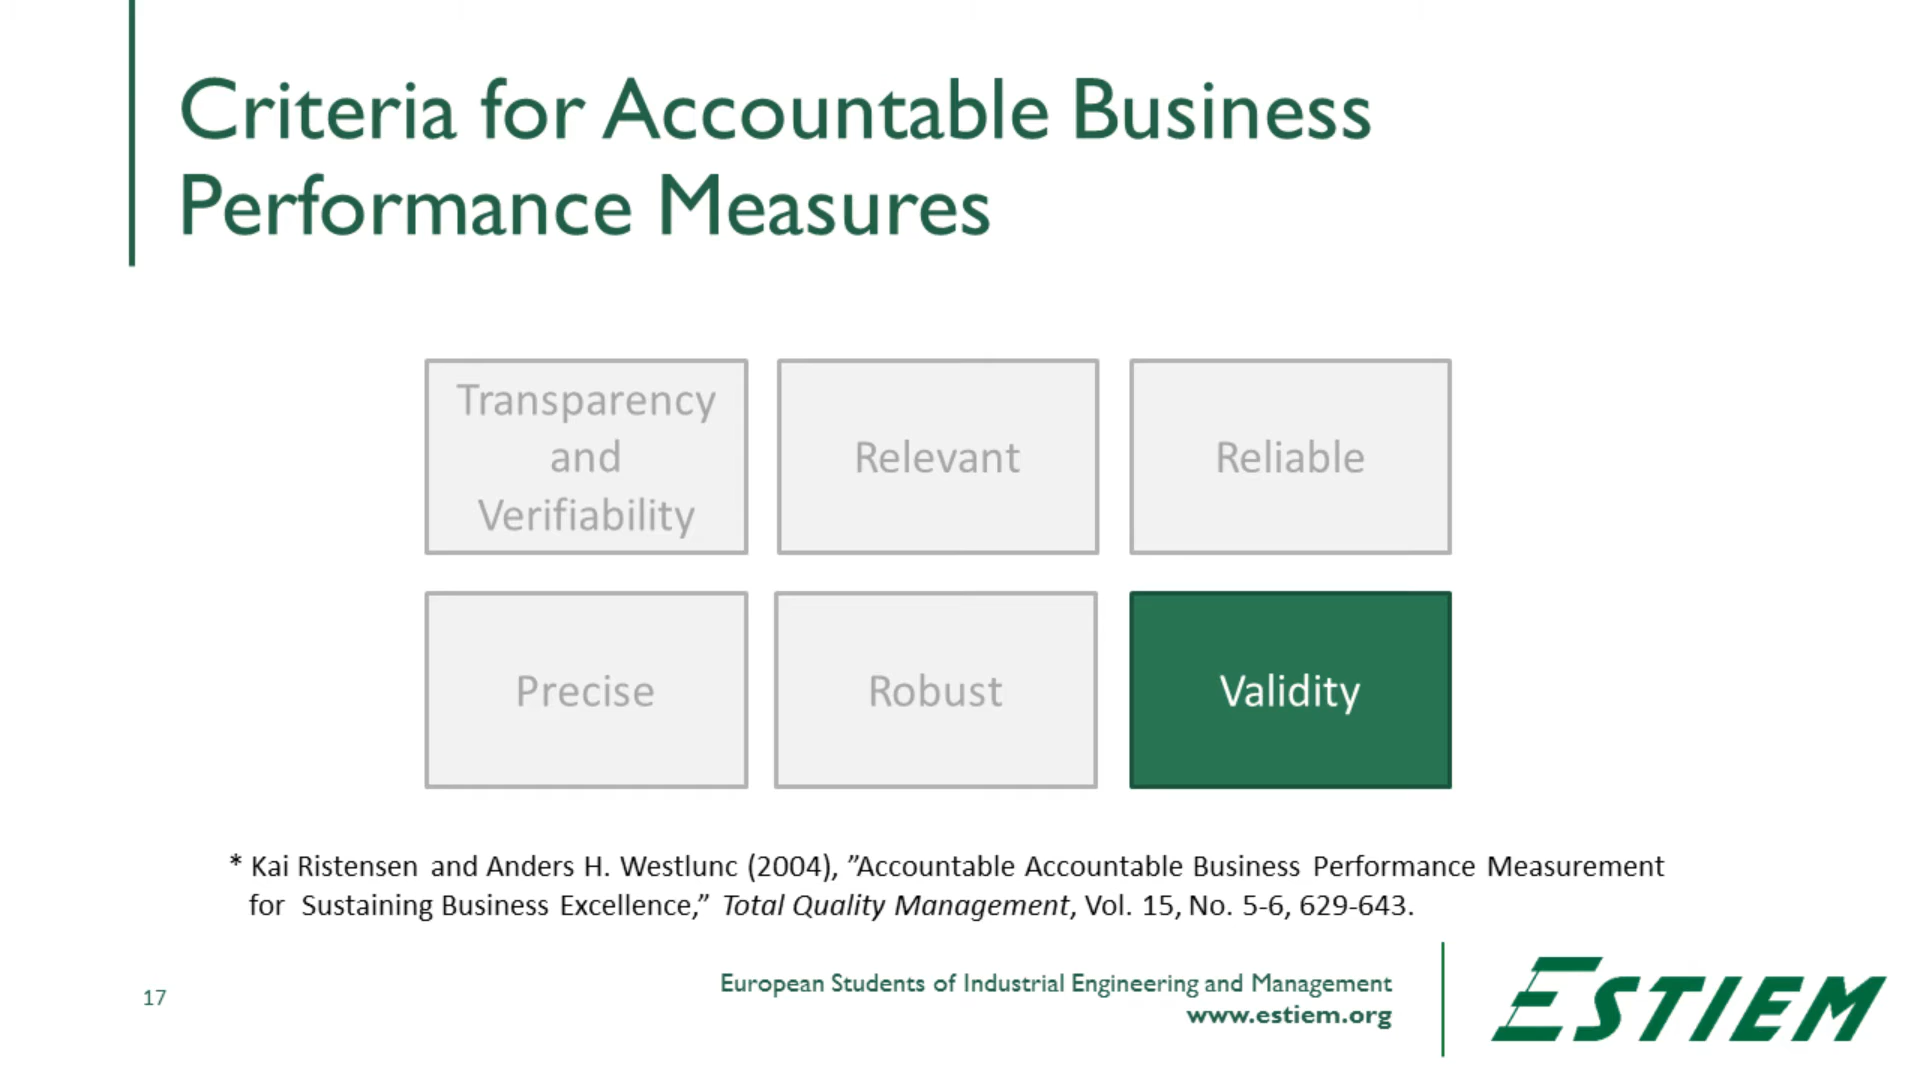 Criteria for Accountable Business
Performance Measures
Transparency
and
Verifiability
Relevant
Reliable
Precise
Robust
Validity
* Kai Ristensen and Anders H. Westlunc (2004), ”Accountable Accountable Business Performance Measurement
for Sustaining Business Excellence,” Total Quality Management, Vol. 15, No. 5-6, 629-643.
17
European Students of Industrial Engineering and Management
www.estiem.org
ESTIEM